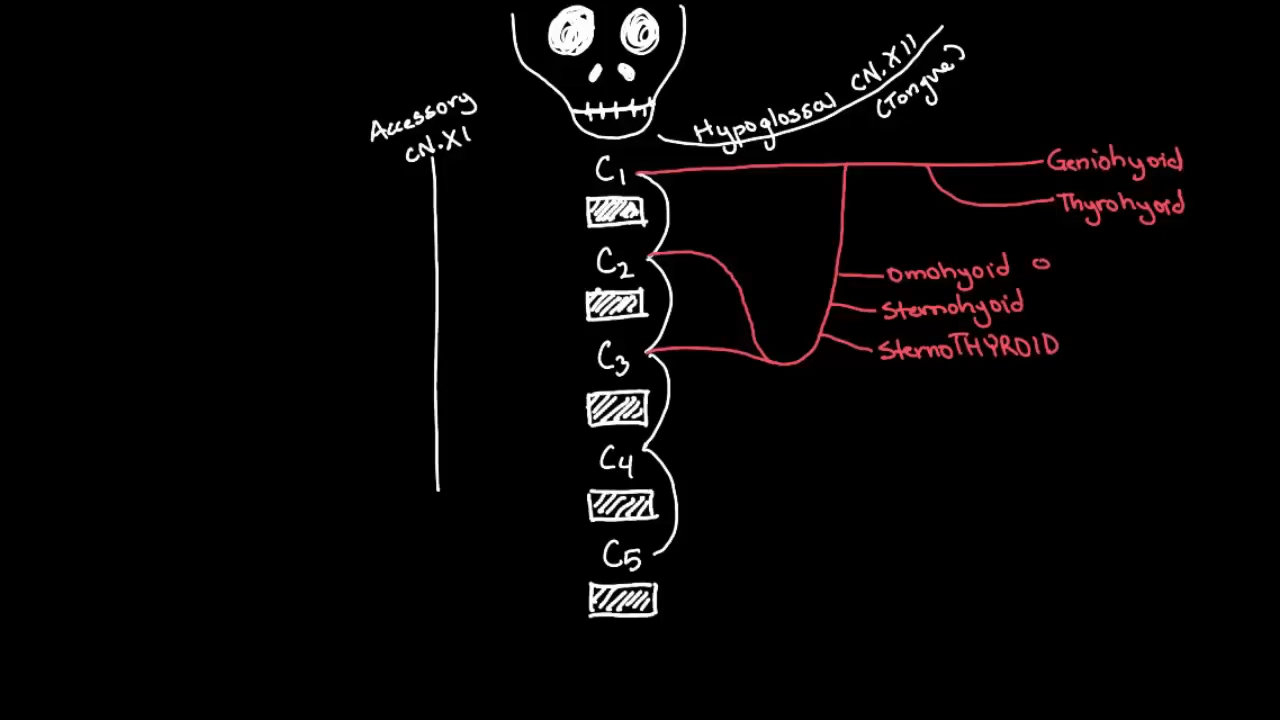 Accessory
CN.XI
Hypoglossal CN.XII
(Tongue)
C1
Geniohyoid
Thyrohyoid
C2
omohyoid o
Sternohyoid
SternoTHYROID
C3
C4
C5